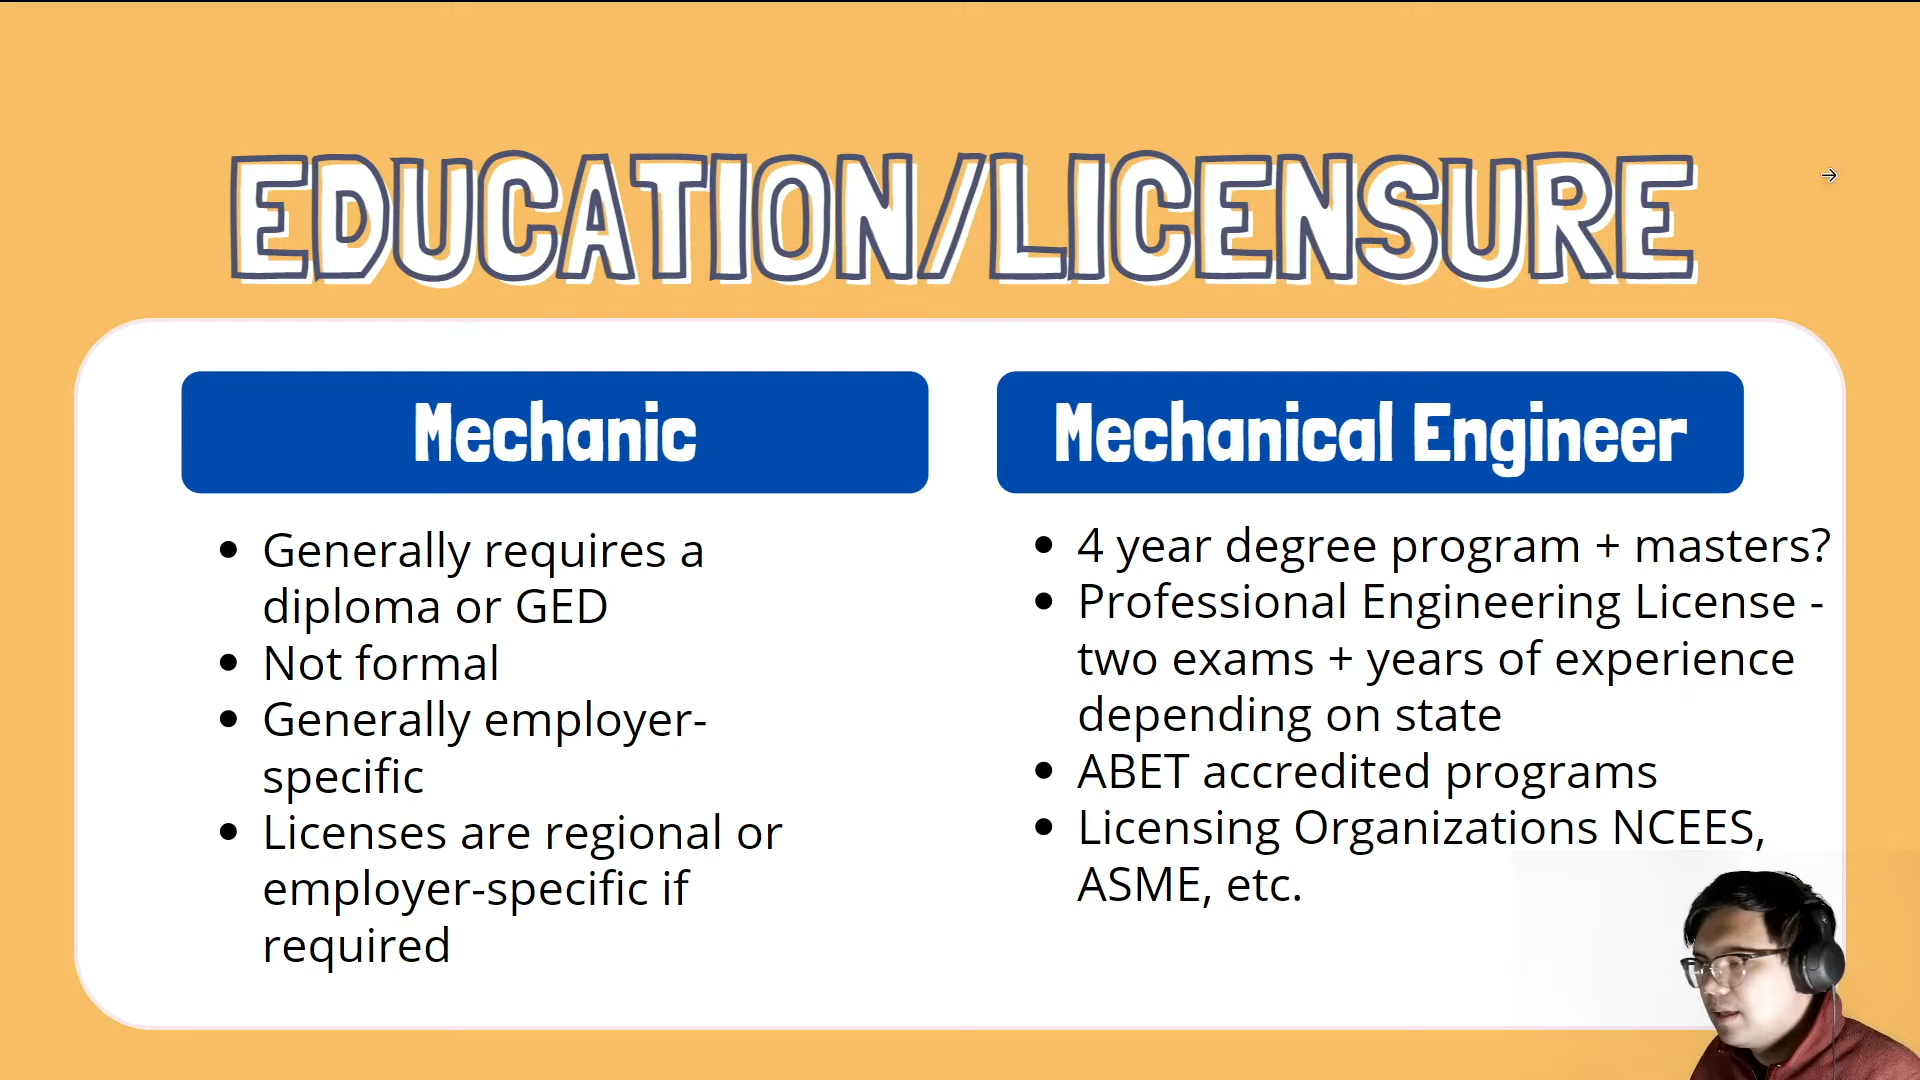 EDUCATION/LICENSURE
Mechanic
• Generally requires a
diploma or GED
• Not formal
• Generally employer-
specific
• Licenses are regional or
employer-specific if
required
Mechanical Engineer
• 4 year degree program + masters?
• Professional Engineering License -
two exams + years of experience
depending on state
• ABET accredited programs
• Licensing Organizations NCEES,
ASME, etc.